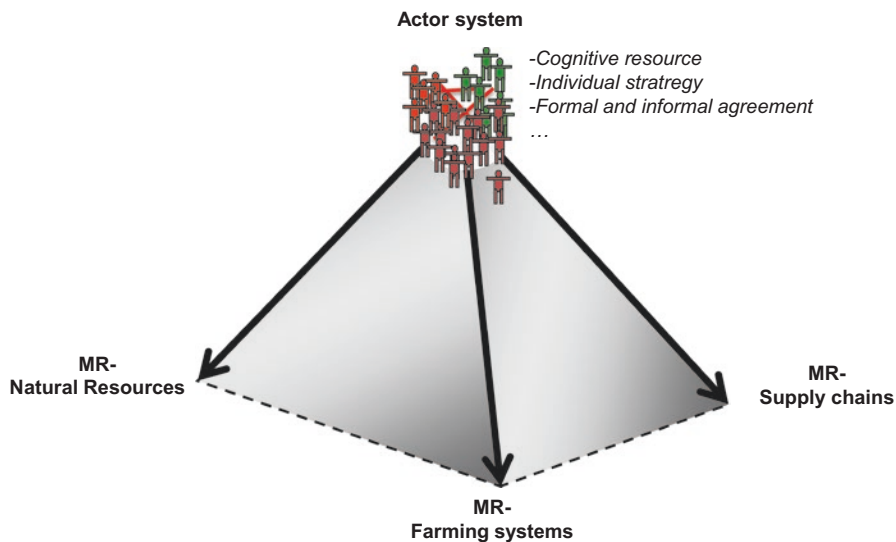 Actor system
-Cognitive resource
-Individual stratregy
-Formal and informal agreement
…
MR-
Natural Resources
MR-
Supply chains
MR-
Farming systems